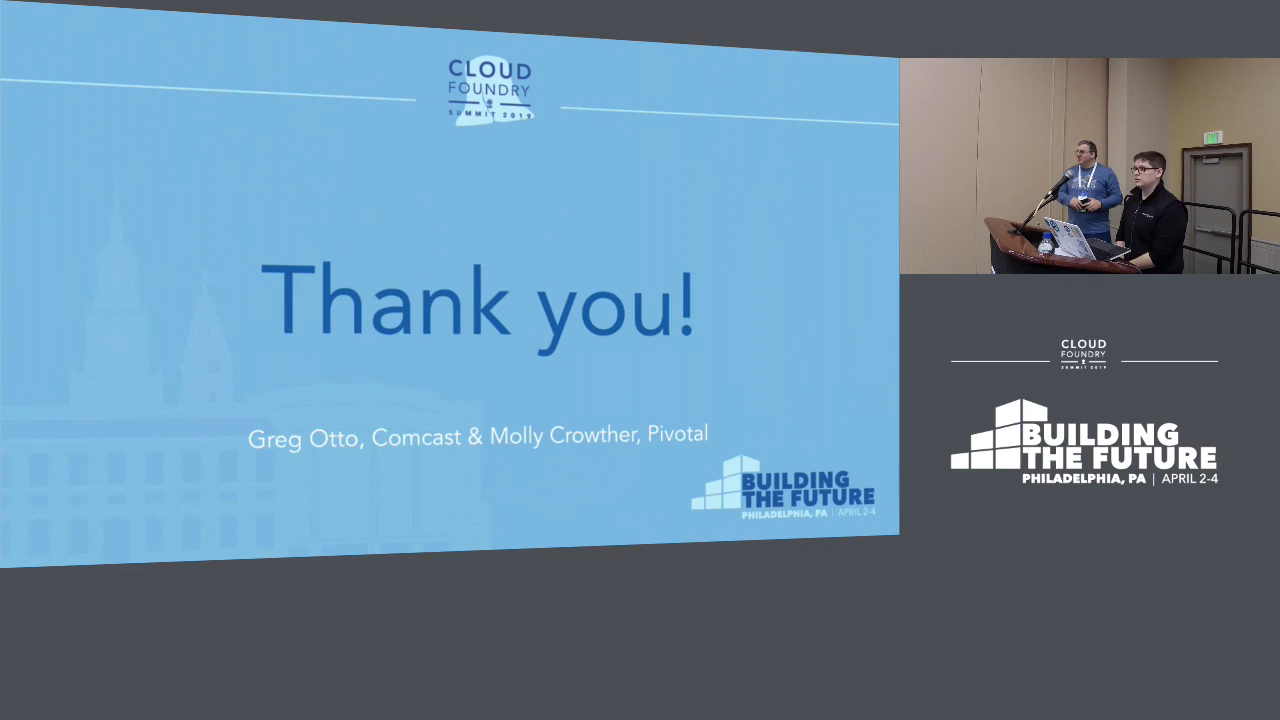 CLOUD
FOUNDRY
SUMMIT 2019
Thank you!
Greg Otto, Comcast & Molly Crowther, Pivotal
BUILDING
THE FUTURE
PHILADELPHIA, PA | APRIL 2-4
EXIT
CLOUD
FOUNDRY
SUMMIT 2019
BUILDING
THE FUTURE
PHILADELPHIA, PA | APRIL 2-4